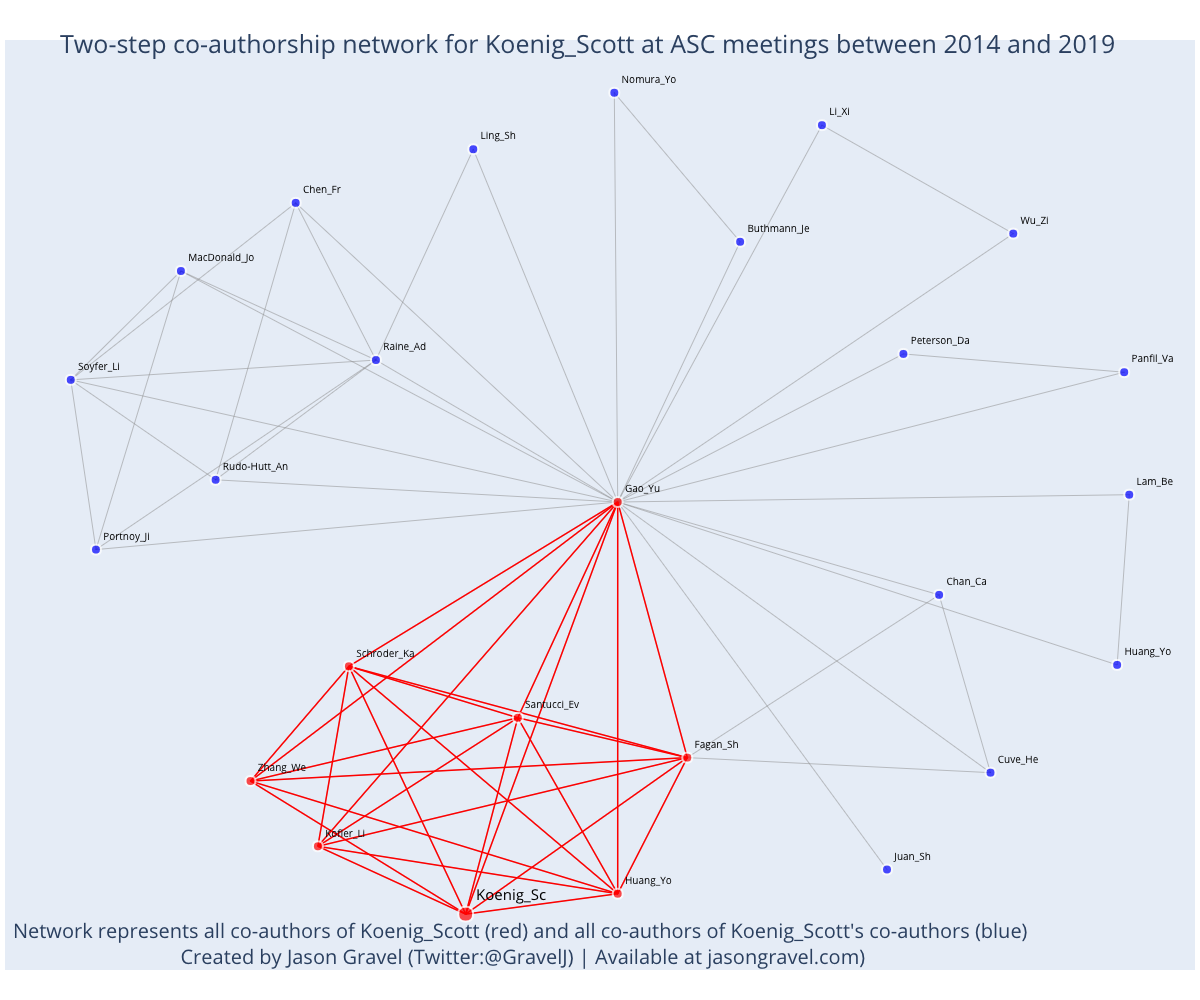 Two-step co-authorship network for Koenig_Scott at ASC meetings between 2014 and 2019
Nomura_Yo
Li_Xi
Ling_Sh
Chen_Fr
Wu_Zi
Buthmann_Je
MacDonald_Jo
Peterson_Da
Raine_Ad
Panfil_Va
Soyfer_Li
Rudo-Hutt_An
Lam_Be
Gao_Yu
Portnoy_Ji
Chan_Ca
Huang_Yo
Schroder_Ka
Santucci_Ev
Fagan_Sh
Cuve_He
Zhang_We
Kofler_Li
Juan_Sh
Huang_Yo
Koenig_Sc
Network represents all co-authors of Koenig_Scott (red) and all co-authors of Koenig_Scott's co-authors (blue)
Created by Jason Gravel (Twitter:@GravelJ) | Available at jasongravel.com)